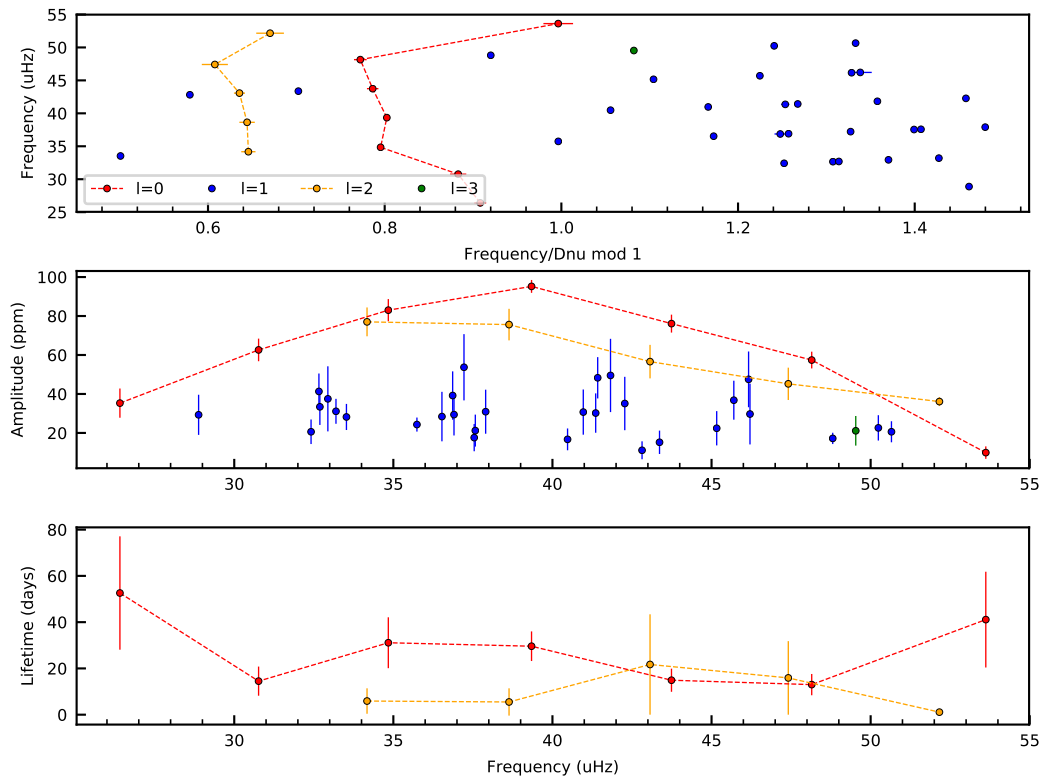 Frequency (uHz)
55
50
45
40
35
30
25
l=0 l=1 l=2 l=3
0.6 0.8 1.0 1.2 1.4
Frequency/Dnu mod 1
Amplitude (ppm)
100
80
60
40
20
30 35 40 45 50 55
Lifetime (days)
80
60
40
20
0
30 35 40 45 50 55
Frequency (uHz)